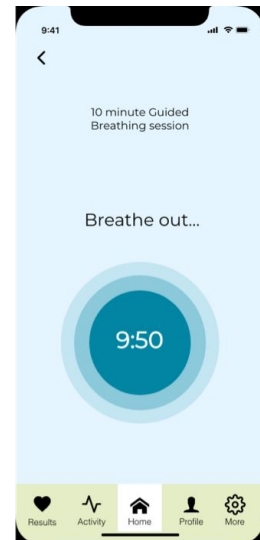 9:41
10 minute Guided
Breathing session
Breathe out...
9:50
Results Activity Home Profile More